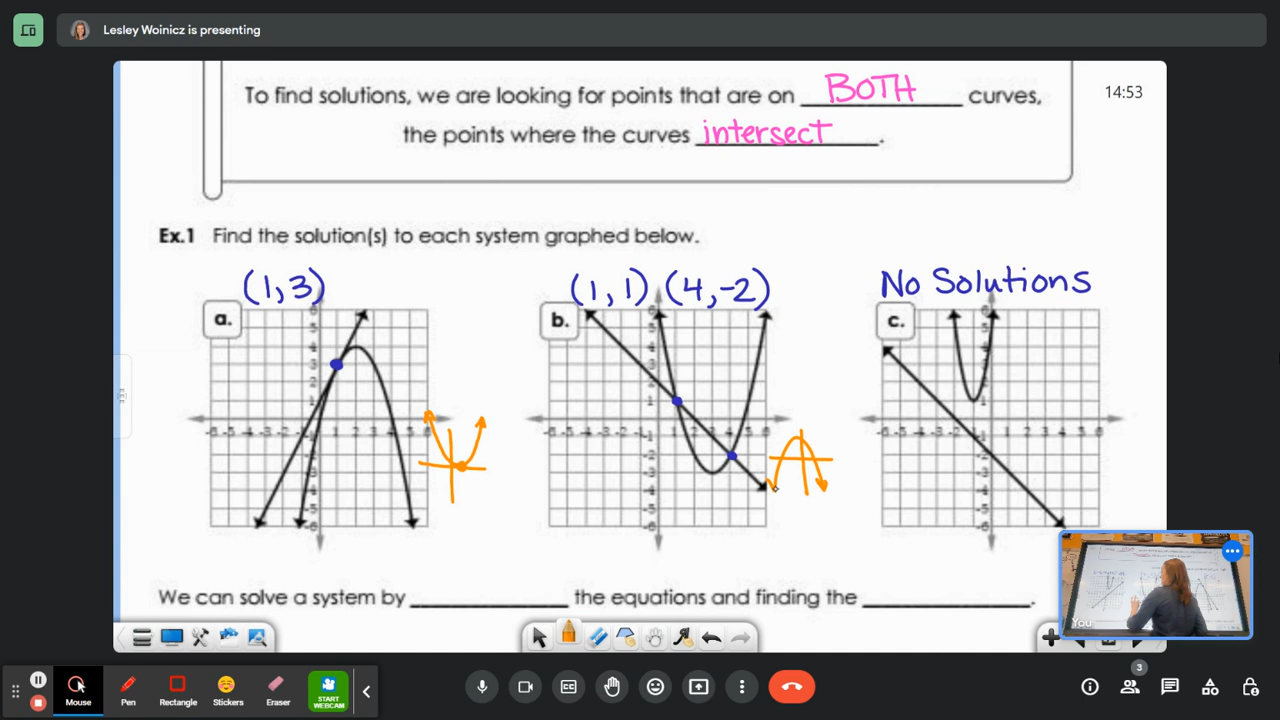 Lesley Woinicz is presenting
To find solutions, we are looking for points that are on BOTH curves,
14:53
the points where the curves intersect.
Ex.1 Find the solution(s) to each system graphed below.
(1,3)
(1,1) (4,-2)
No Solutions
a.
b.
c.
We can solve a system by ____________ the equations and finding the ____________.
You
Mouse
Pen
Rectangle
Stickers
Eraser
START WEBCAM
3